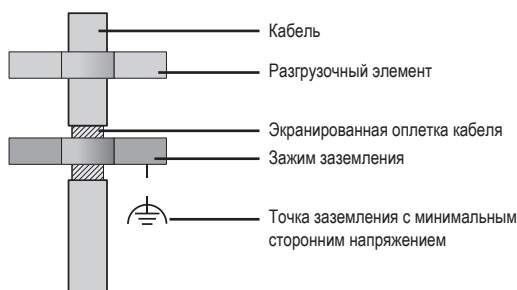 Кабель
Разгрузочный элемент
Экранированная оплетка кабеля
Зажим заземления
Точка заземления с минимальным
сторонним напряжением